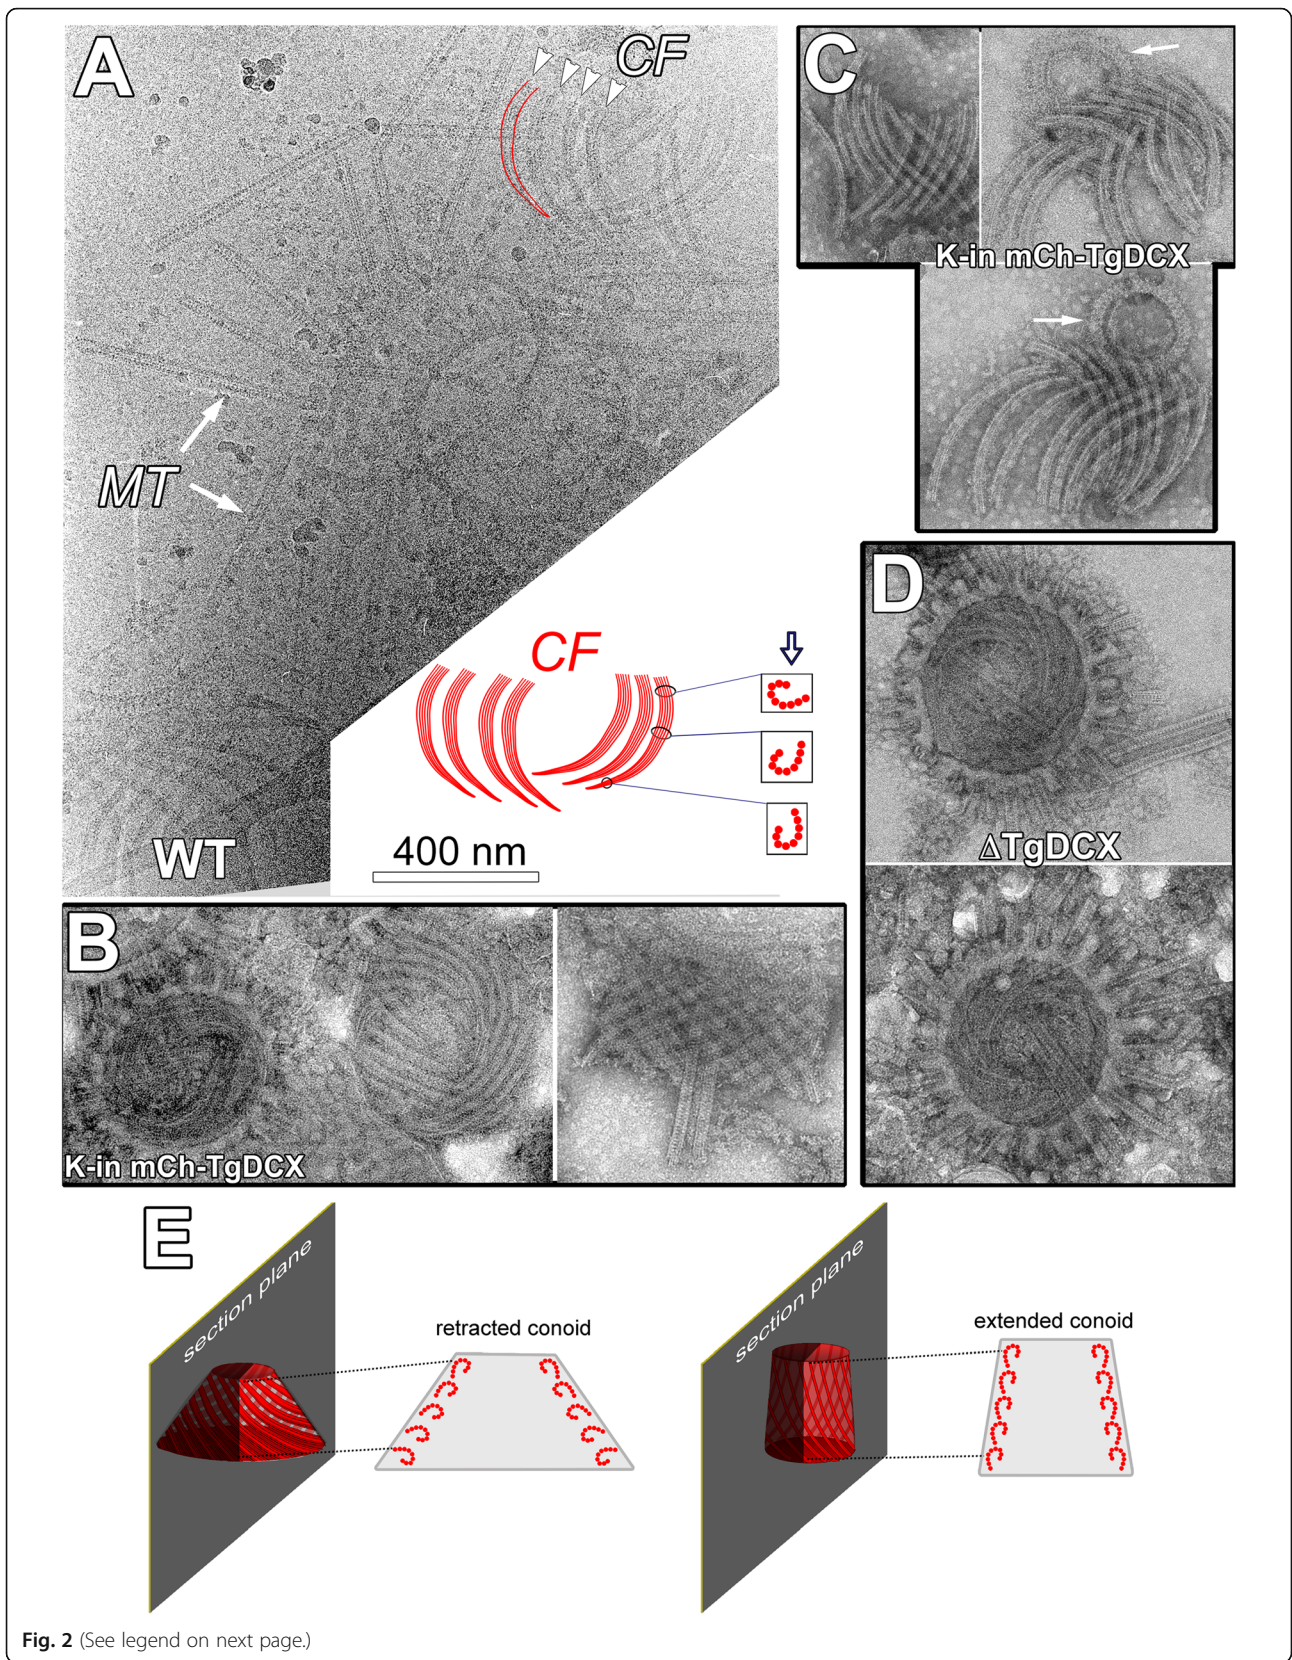 A
CF
MT
WT
CF
400 nm
B
K-in mCh-TgDCX
C
K-in mCh-TgDCX
D
ΔTgDCX
E
section plane
retracted conoid
section plane
extended conoid
Fig. 2 (See legend on next page.)